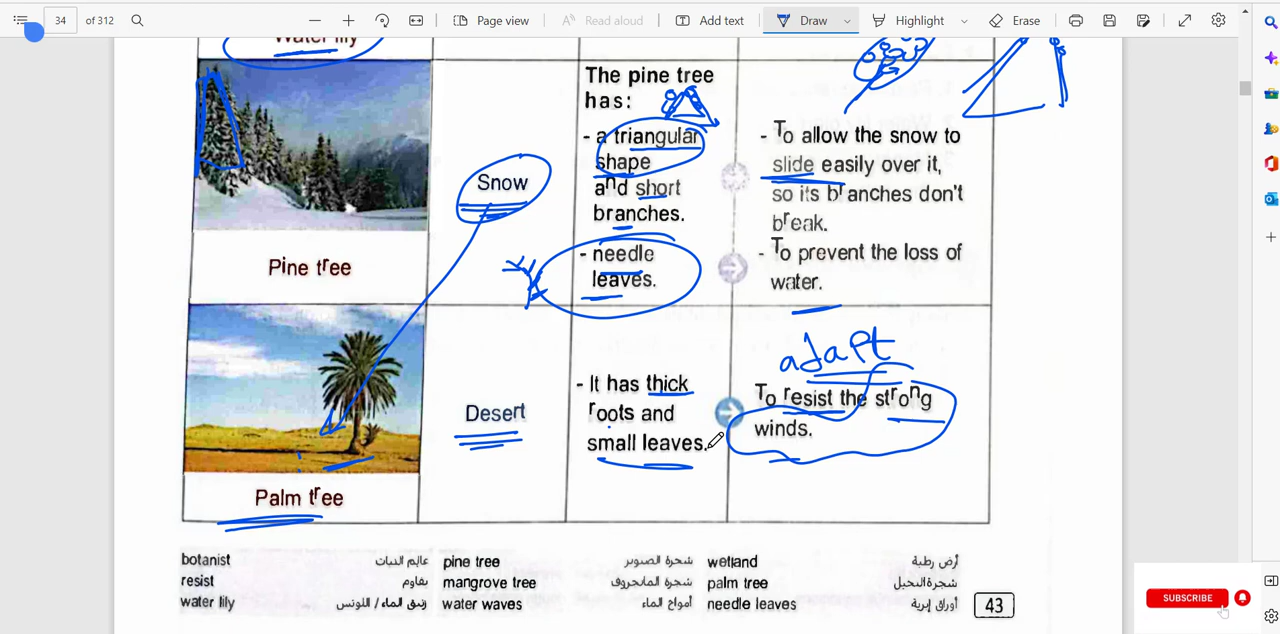 34 of 312
Page view
Read aloud
Add text
Draw
Highlight
Erase
Water lily
The pine tree
has:
- a triangular
shape
and short
branches.
- needle
leaves.
Snow
- To allow the snow to
slide easily over it,
so its branches don't
break.
- To prevent the loss of
water.
Pine tree
adapt
- It has thick
roots and
small leaves.
Desert
To resist the strong
winds.
Palm tree
botanist عالم النبات pine tree شجرة الصنوبر wetland أرض رطبة
resist يقاوم mangrove tree شجرة المانجروف palm tree شجرة النخيل
water lily زنبق الماء / اللوتس water waves أمواج الماء needle leaves أوراق إبرية
43
SUBSCRIBE